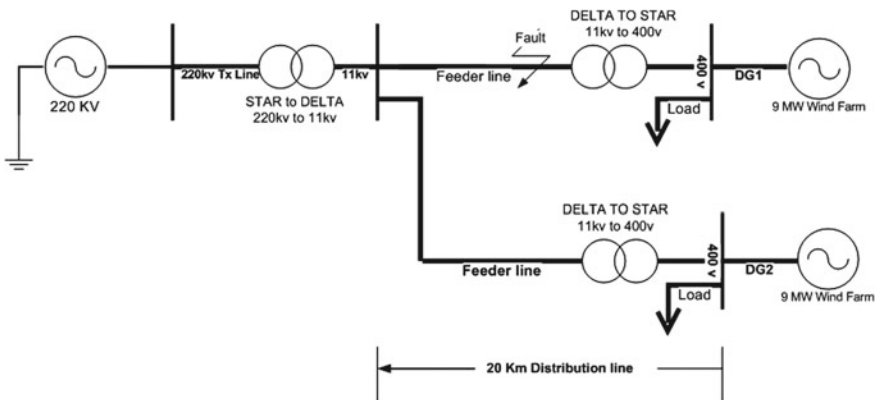 220 KV
220kv Tx Line
STAR to DELTA
220kv to 11kv
11kv
Fault
Feeder line
DELTA TO STAR
11kv to 400v
400 v
Load
DG1
9 MW Wind Farm
DELTA TO STAR
11kv to 400v
Feeder line
400 v
Load
DG2
9 MW Wind Farm
20 Km Distribution line